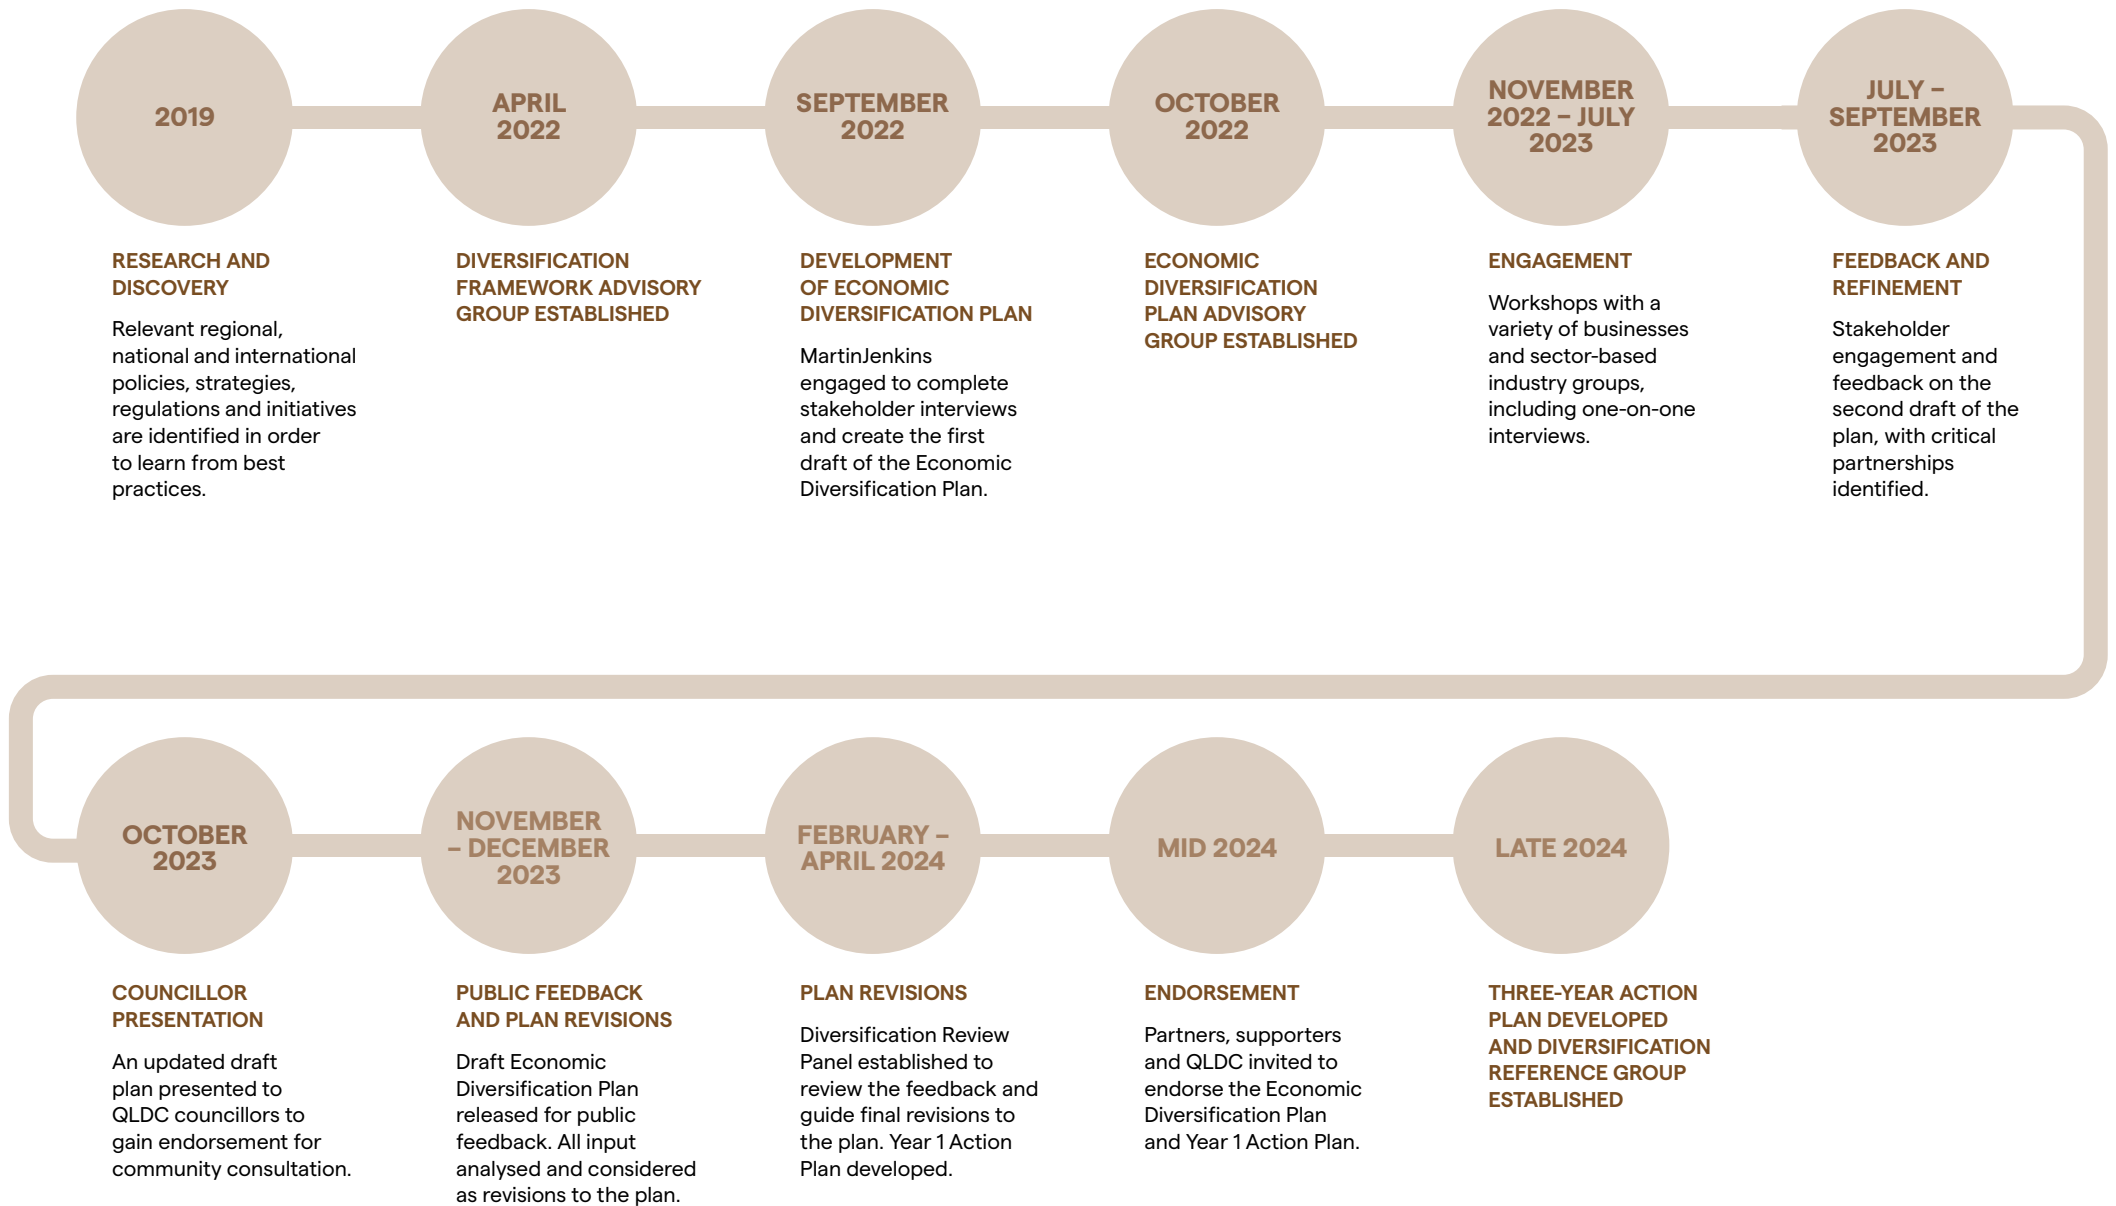 2019
RESEARCH AND
DISCOVERY
Relevant regional,
national and international
policies, strategies,
regulations and initiatives
are identified in order
to learn from best
practices.
APRIL
2022
DIVERSIFICATION
FRAMEWORK ADVISORY
GROUP ESTABLISHED
SEPTEMBER
2022
DEVELOPMENT
OF ECONOMIC
DIVERSIFICATION PLAN
MartinJenkins
engaged to complete
stakeholder interviews
and create the first
draft of the Economic
Diversification Plan.
OCTOBER
2022
ECONOMIC
DIVERSIFICATION
PLAN ADVISORY
GROUP ESTABLISHED
NOVEMBER
2022 – JULY
2023
ENGAGEMENT
Workshops with a
variety of businesses
and sector-based
industry groups,
including one-on-one
interviews.
JULY –
SEPTEMBER
2023
FEEDBACK AND
REFINEMENT
Stakeholder
engagement and
feedback on the
second draft of the
plan, with critical
partnerships
identified.
OCTOBER
2023
COUNCILLOR
PRESENTATION
An updated draft
plan presented to
QLDC councillors to
gain endorsement for
community consultation.
NOVEMBER
– DECEMBER
2023
PUBLIC FEEDBACK
AND PLAN REVISIONS
Draft Economic
Diversification Plan
released for public
feedback. All input
analysed and considered
as revisions to the plan.
FEBRUARY –
APRIL 2024
PLAN REVISIONS
Diversification Review
Panel established to
review the feedback and
guide final revisions to
the plan. Year 1 Action
Plan developed.
MID 2024
ENDORSEMENT
Partners, supporters
and QLDC invited to
endorse the Economic
Diversification Plan
and Year 1 Action Plan.
LATE 2024
THREE-YEAR ACTION
PLAN DEVELOPED
AND DIVERSIFICATION
REFERENCE GROUP
ESTABLISHED